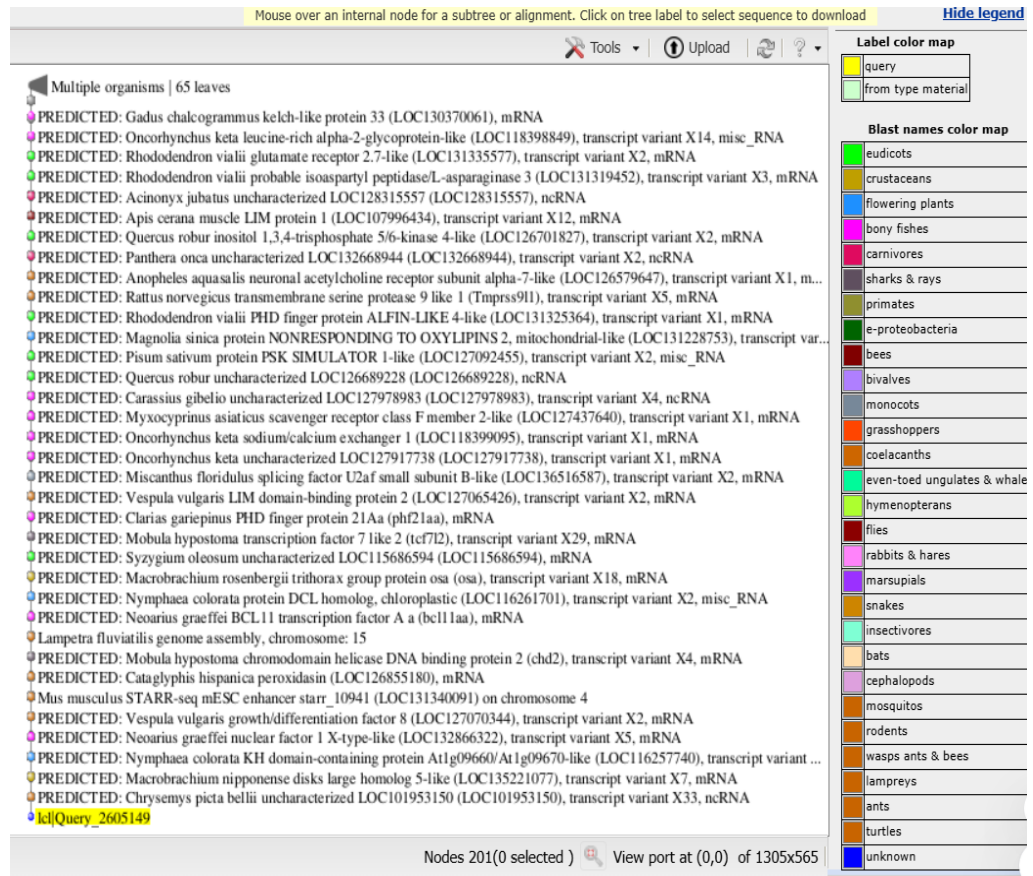 Mouse over an internal node for a subtree or alignment. Click on tree label to select sequence to download
Hide legend
Tools
Upload
?
Multiple organisms | 65 leaves
PREDICTED: Gadus chalcogrammus kelch-like protein 33 (LOC130370061), mRNA
PREDICTED: Oncorhynchus keta leucine-rich alpha-2-glycoprotein-like (LOC118398849), transcript variant X14, misc_RNA
PREDICTED: Rhododendron vialii glutamate receptor 2.7-like (LOC131335577), transcript variant X2, mRNA
PREDICTED: Rhododendron vialii probable isoaspartyl peptidase/L-asparaginase 3 (LOC131319452), transcript variant X3, mRNA
PREDICTED: Acinonyx jubatus uncharacterized LOC128315557 (LOC128315557), ncRNA
PREDICTED: Apis cerana muscle LIM protein 1 (LOC107996434), transcript variant X12, mRNA
PREDICTED: Quercus robur inositol 1,3,4-trisphosphate 5/6-kinase 4-like (LOC126701827), transcript variant X2, mRNA
PREDICTED: Panthera onca uncharacterized LOC132668944 (LOC132668944), transcript variant X2, ncRNA
PREDICTED: Anopheles aquasalis neuronal acetylcholine receptor subunit alpha-7-like (LOC126579647), transcript variant X1, m...
PREDICTED: Rattus norvegicus transmembrane serine protease 9 like 1 (Tmprss9l1), transcript variant X5, mRNA
PREDICTED: Rhododendron vialii PHD finger protein ALFIN-LIKE 4-like (LOC131325364), transcript variant X1, mRNA
PREDICTED: Magnolia sinica protein NONRESPONDING TO OXYLIPINS 2, mitochondrial-like (LOC131228753), transcript var...
PREDICTED: Pisum sativum protein PSK SIMULATOR 1-like (LOC127092455), transcript variant X2, misc_RNA
PREDICTED: Quercus robur uncharacterized LOC126689228 (LOC126689228), ncRNA
PREDICTED: Carassius gibelio uncharacterized LOC127978983 (LOC127978983), transcript variant X4, ncRNA
PREDICTED: Myxocyprinus asiaticus scavenger receptor class F member 2-like (LOC127437640), transcript variant X1, mRNA
PREDICTED: Oncorhynchus keta sodium/calcium exchanger 1 (LOC118399095), transcript variant X1, mRNA
PREDICTED: Oncorhynchus keta uncharacterized LOC127917738 (LOC127917738), transcript variant X1, mRNA
PREDICTED: Miscanthus floridulus splicing factor U2af small subunit B-like (LOC136516587), transcript variant X2, mRNA
PREDICTED: Vespula vulgaris LIM domain-binding protein 2 (LOC127065426), transcript variant X2, mRNA
PREDICTED: Clarias gariepinus PHD finger protein 21Aa (phf21aa), mRNA
PREDICTED: Mobula hypostoma transcription factor 7 like 2 (tcf7l2), transcript variant X29, mRNA
PREDICTED: Syzygium oleosum uncharacterized LOC115686594 (LOC115686594), mRNA
PREDICTED: Macrobrachium rosenbergii trithorax group protein osa (osa), transcript variant X18, mRNA
PREDICTED: Nymphaea colorata protein DCL homolog, chloroplastic (LOC116261701), transcript variant X2, misc_RNA
PREDICTED: Neoarius graeffei BCL11 transcription factor A a (bcl11aa), mRNA
Lampetra fluviatilis genome assembly, chromosome: 15
PREDICTED: Mobula hypostoma chromodomain helicase DNA binding protein 2 (chd2), transcript variant X4, mRNA
PREDICTED: Cataglyphis hispanica peroxidasin (LOC126855180), mRNA
Mus musculus STARR-seq mESC enhancer starr_10941 (LOC131340091) on chromosome 4
PREDICTED: Vespula vulgaris growth/differentiation factor 8 (LOC127070344), transcript variant X2, mRNA
PREDICTED: Neoarius graeffei nuclear factor 1 X-type-like (LOC132866322), transcript variant X5, mRNA
PREDICTED: Nymphaea colorata KH domain-containing protein At1g09660/At1g09670-like (LOC116257740), transcript variant ...
PREDICTED: Macrobrachium nipponense disks large homolog 5-like (LOC135221077), transcript variant X7, mRNA
PREDICTED: Chrysemys picta bellii uncharacterized LOC101953150 (LOC101953150), transcript variant X33, ncRNA
lcl|Query_2605149
Nodes 201(0 selected )
View port at (0,0) of 1305x565
Label color map
query
from type material
Blast names color map
eudicots
crustaceans
flowering plants
bony fishes
carnivores
sharks & rays
primates
e-proteobacteria
bees
bivalves
monocots
grasshoppers
coelacanths
even-toed ungulates & whale
hymenopterans
flies
rabbits & hares
marsupials
snakes
insectivores
bats
cephalopods
mosquitos
rodents
wasps ants & bees
lampreys
ants
turtles
unknown